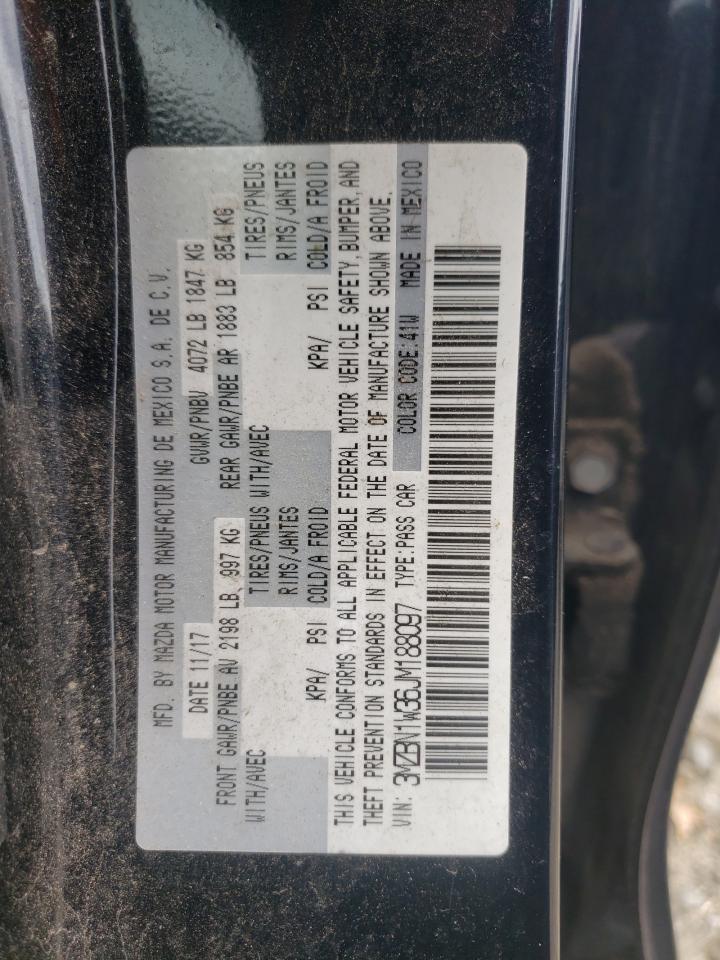 MFD. BY MAZDA MOTOR MANUFACTURING DE MEXICO S.A. DE C.V.
DATE 11/17 GVWR/PNBV 4072 LB 1847 KG
FRONT GAWR/PNBE AV 2198 LB 997 KG REAR GAWR/PNBE AR 1883 LB 854 KG
WITH/AVEC TIRES/PNEUS WITH/AVEC TIRES/PNEUS
RIMS/JANTES RIMS/JANTES
KPA/ PSI COLD/A FROID KPA/ PSI COLD/A FROID
THIS VEHICLE CONFORMS TO ALL APPLICABLE FEDERAL MOTOR VEHICLE SAFETY, BUMPER, AND
THEFT PREVENTION STANDARDS IN EFFECT ON THE DATE OF MANUFACTURE SHOWN ABOVE.
VIN: 3MZBN1W36JM188097 TYPE:PASS CAR COLOR CODE:41W MADE IN MEXICO